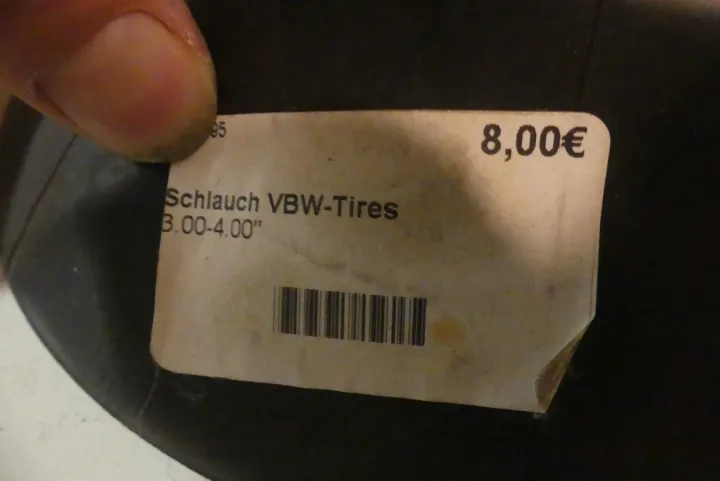 95
8,00€
Schlauch VBW-Tires
3.00-4.00"